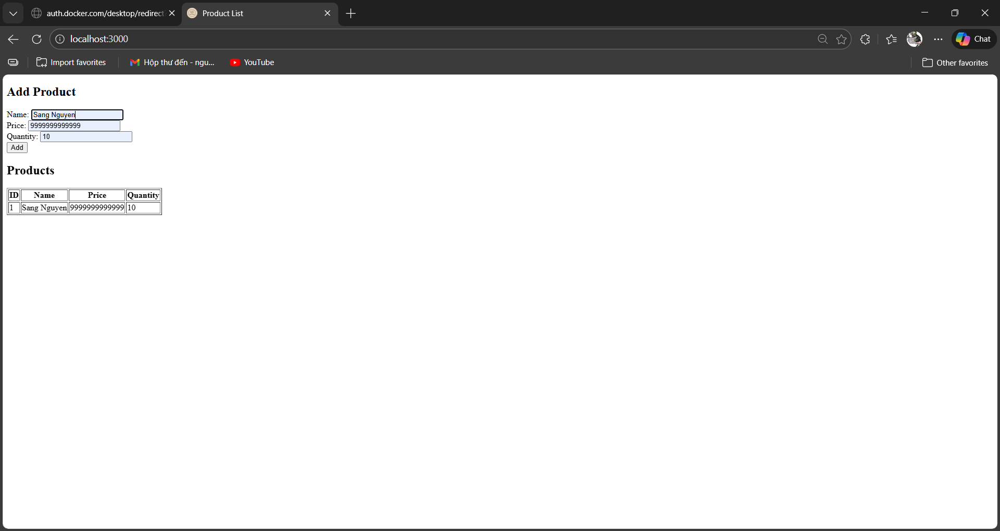 auth.docker.com/desktop/redirect
Product List
localhost:3000
Chat
Import favorites
Hộp thư đến - ngu...
YouTube
Other favorites
Add Product
Name: Sang Nguyen
Price: 9999999999999
Quantity: 10
Add
Products
ID Name Price Quantity
1 Sang Nguyen 9999999999999 10